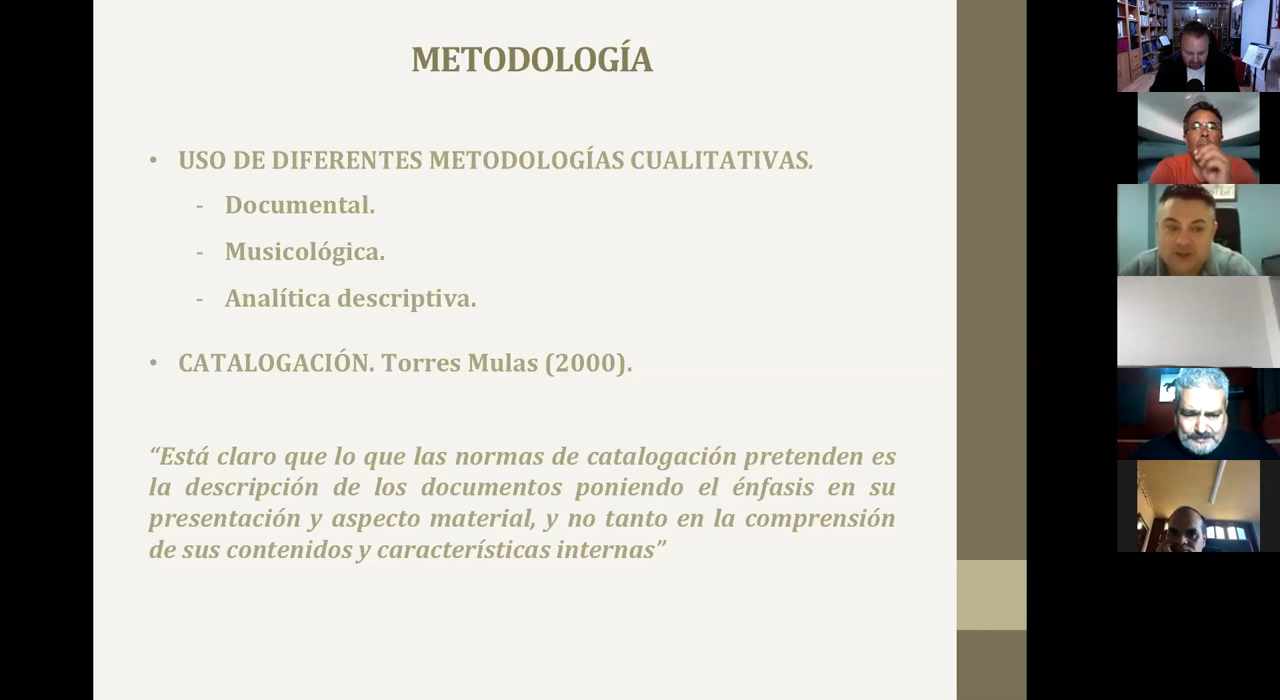 METODOLOGÍA
• USO DE DIFERENTES METODOLOGÍAS CUALITATIVAS.
- Documental.
- Musicológica.
- Analítica descriptiva.
• CATALOGACIÓN. Torres Mulas (2000).
“Está claro que lo que las normas de catalogación pretenden es
la descripción de los documentos poniendo el énfasis en su
presentación y aspecto material, y no tanto en la comprensión
de sus contenidos y características internas”